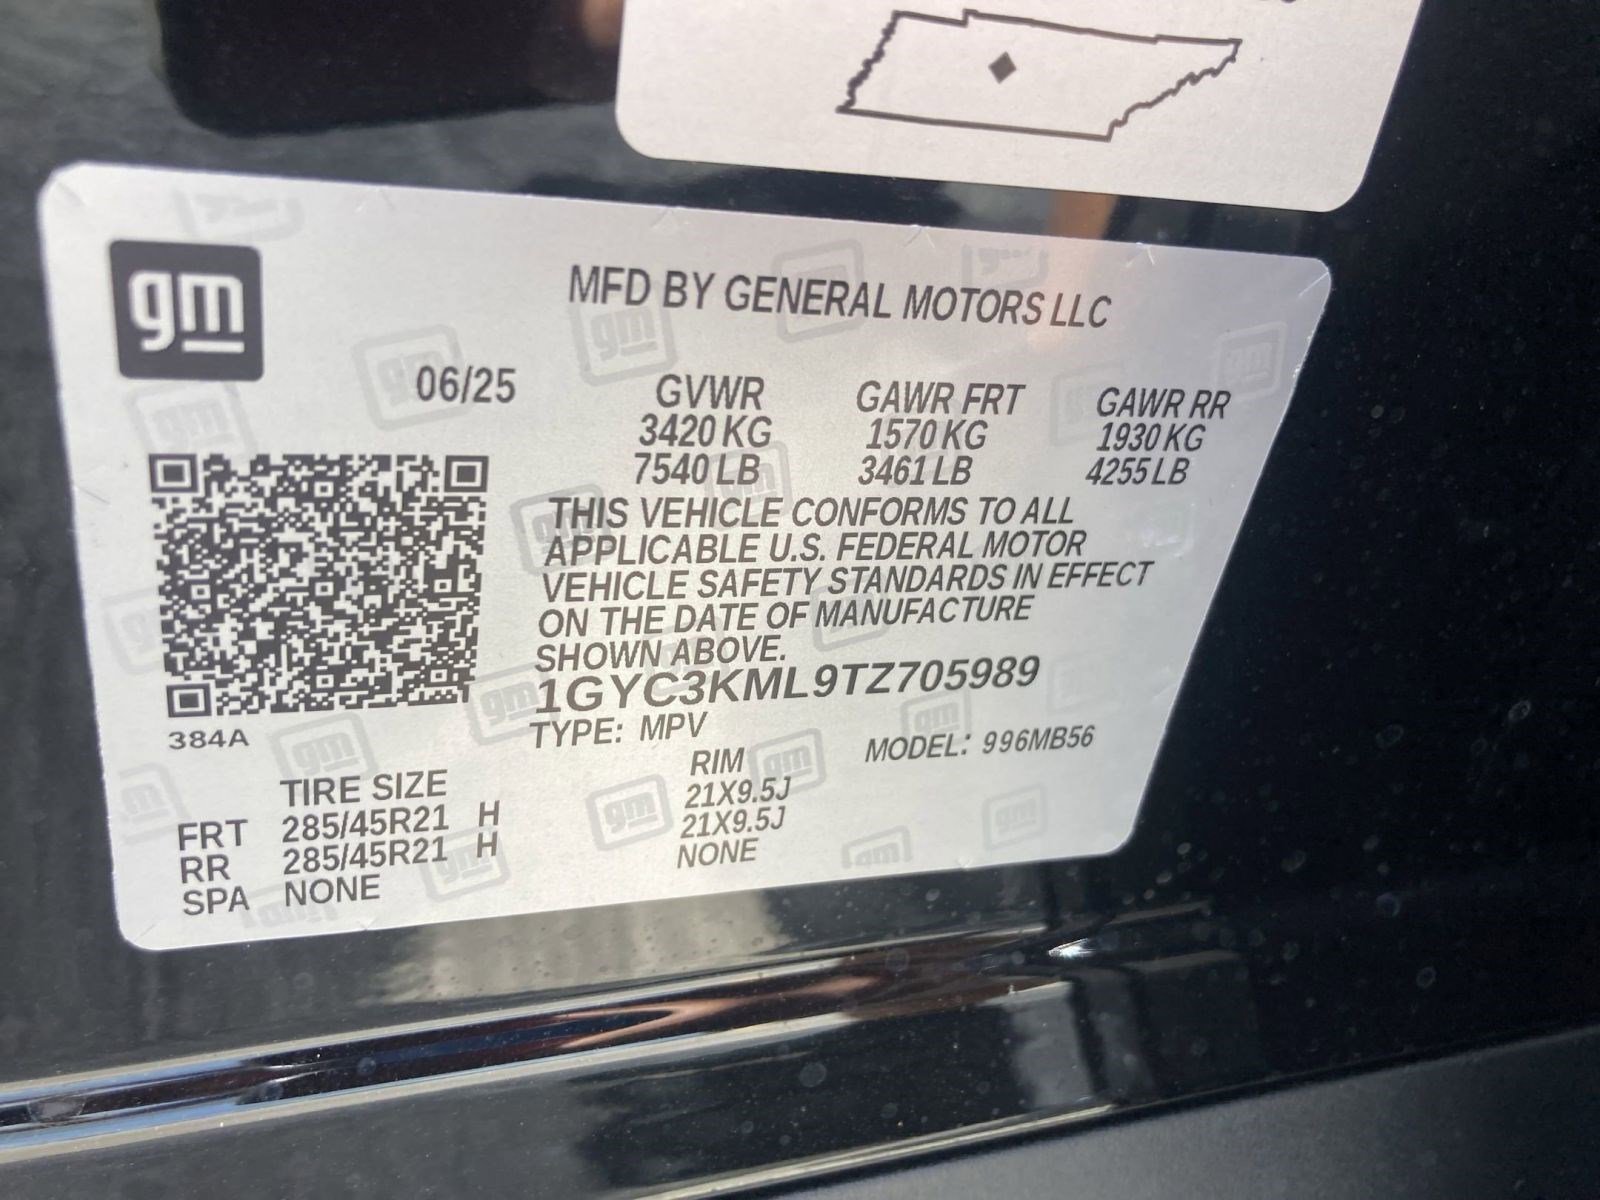 gm
MFD BY GENERAL MOTORS LLC
06/25
GVWR GAWR FRT GAWR RR
3420 KG 1570 KG 1930 KG
7540 LB 3461 LB 4255 LB
THIS VEHICLE CONFORMS TO ALL
APPLICABLE U.S. FEDERAL MOTOR
VEHICLE SAFETY STANDARDS IN EFFECT
ON THE DATE OF MANUFACTURE
SHOWN ABOVE.
1GYC3KML9TZ705989
384A
TYPE: MPV MODEL: 996MB56
TIRE SIZE RIM
FRT 285/45R21 H 21X9.5J
RR 285/45R21 H 21X9.5J
SPA NONE NONE